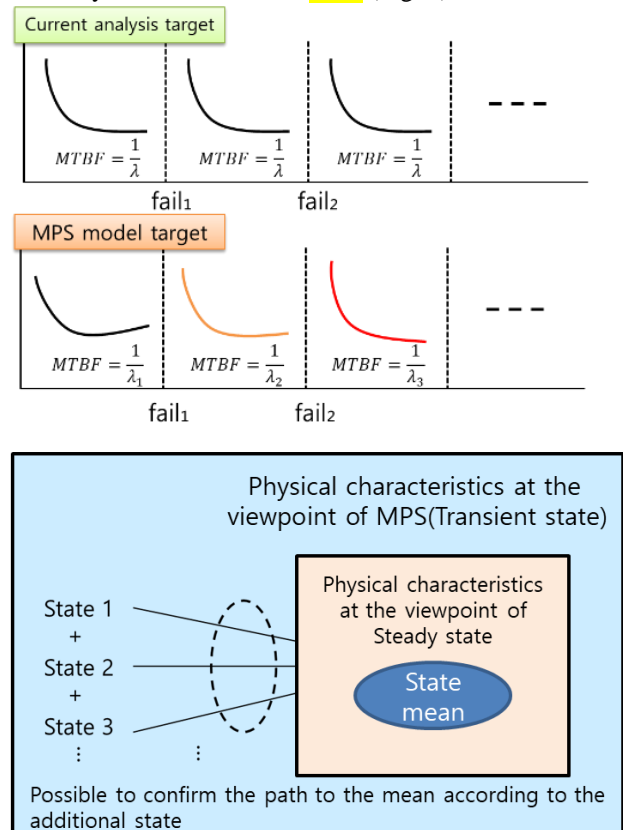 Current analysis target
MTBF = 1/λ MTBF = 1/λ MTBF = 1/λ
fail₁ fail₂
MPS model target
MTBF = 1/λ₁ MTBF = 1/λ₂ MTBF = 1/λ₃
fail₁ fail₂
Physical characteristics at the
viewpoint of MPS(Transient state)
Physical characteristics
at the viewpoint of
Steady state
State 1
+
State 2
+
State 3
⋮ ⋮
State
mean
Possible to confirm the path to the mean according to the
additional state